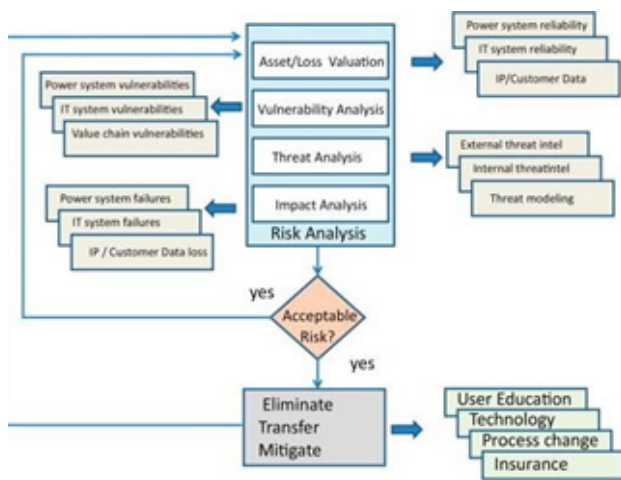 Power system reliability
IT system reliability
IP/Customer Data
Asset/Loss Valuation
Power system vulnerabilities
IT system vulnerabilities
Value chain vulnerabilities
Vulnerability Analysis
External threat intel
Internal threatintel
Threat modeling
Threat Analysis
Power system failures
IT system failures
IP / Customer Data loss
Impact Analysis
Risk Analysis
yes
Acceptable
Risk?
yes
Eliminate
Transfer
Mitigate
User Education
Technology
Process change
Insurance